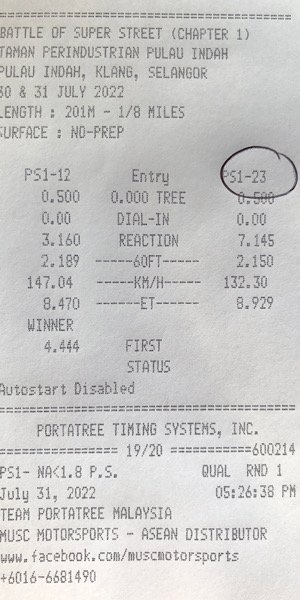 BATTLE OF SUPER STREET (CHAPTER 1)
TAMAN PERINDUSTRIAN PULAU INDAH
PULAU INDAH, KLANG, SELANGOR
30 & 31 JULY 2022
LENGTH : 201M - 1/8 MILES
SURFACE : NO-PREP
PS1-12 Entry PS1-23
0.500 0.000 TREE 0.500
0.00 DIAL-IN 0.00
3.160 REACTION 7.145
2.189 ------60FT----- 2.150
147.04 -----KM/H----- 132.30
8.470 ------ET----- 8.929
WINNER
4.444 FIRST
STATUS
Autostart Disabled
PORTATREE TIMING SYSTEMS, INC.
================ 19/20 ===========600214
PS1- NA<1.8 P.S. QUAL RND 1
July 31, 2022 05:26:38 PM
TEAM PORTATREE MALAYSIA
MUSC MOTORSPORTS - ASEAN DISTRIBUTOR
www.facebook.com/muscmotorsports
+6016-6681490